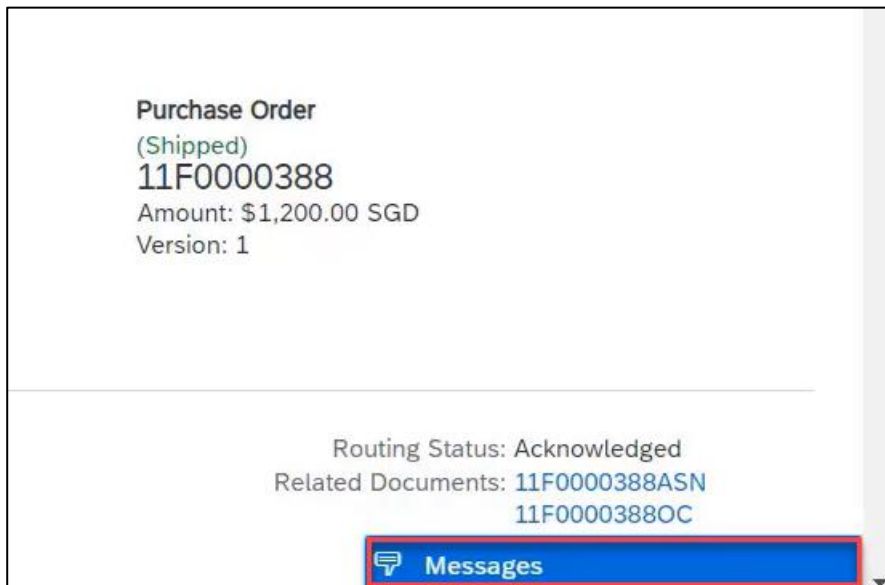 Purchase Order
(Shipped)
11F0000388
Amount: $1,200.00 SGD
Version: 1
Routing Status: Acknowledged
Related Documents: 11F0000388ASN
11F0000388OC
Messages